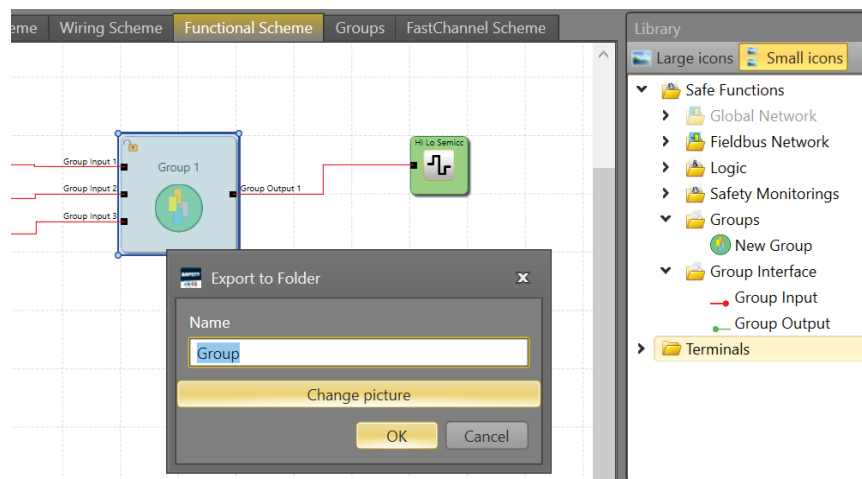 eme Wiring Scheme Functional Scheme Groups FastChannel Scheme
Group Input 1
Group Input 2
Group Input 3
Group 1
Group Output 1
Hi Lo Semicc
Export to Folder
Name
Group
Change picture
OK Cancel
Library
Large icons Small icons
Safe Functions
Global Network
Fieldbus Network
Logic
Safety Monitorings
Groups
New Group
Group Interface
Group Input
Group Output
Terminals